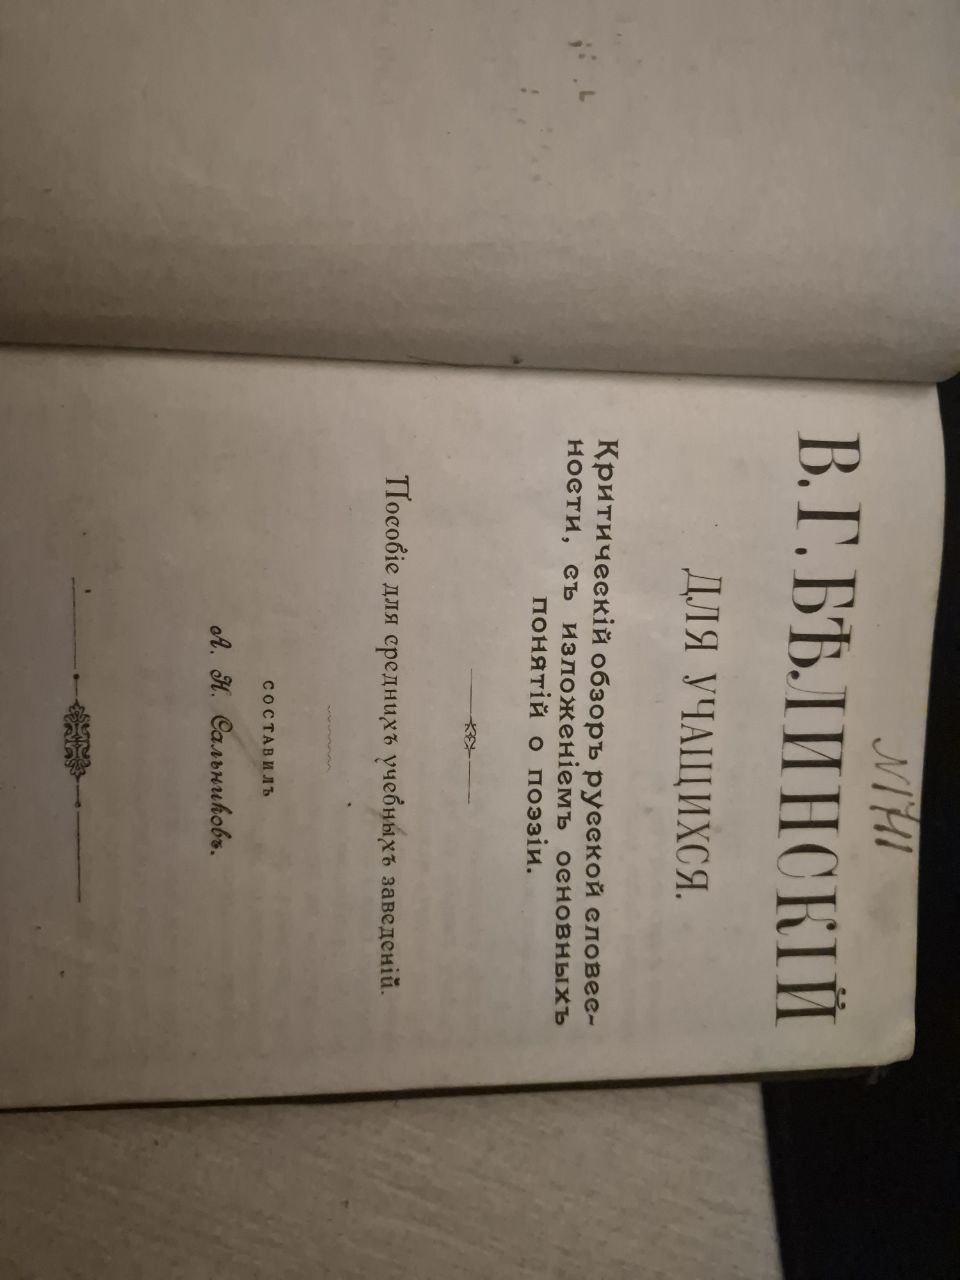 N1711
В. Г. БѢЛИНСКІЙ
ДЛЯ УЧАЩИХСЯ.
Критическій обзоръ русской словес-
ности, съ изложеніемъ основныхъ
понятій о поэзіи.
Пособіе для среднихъ учебныхъ заведеній.
СОСТАВИЛЪ
А. Н. Сальниковъ.